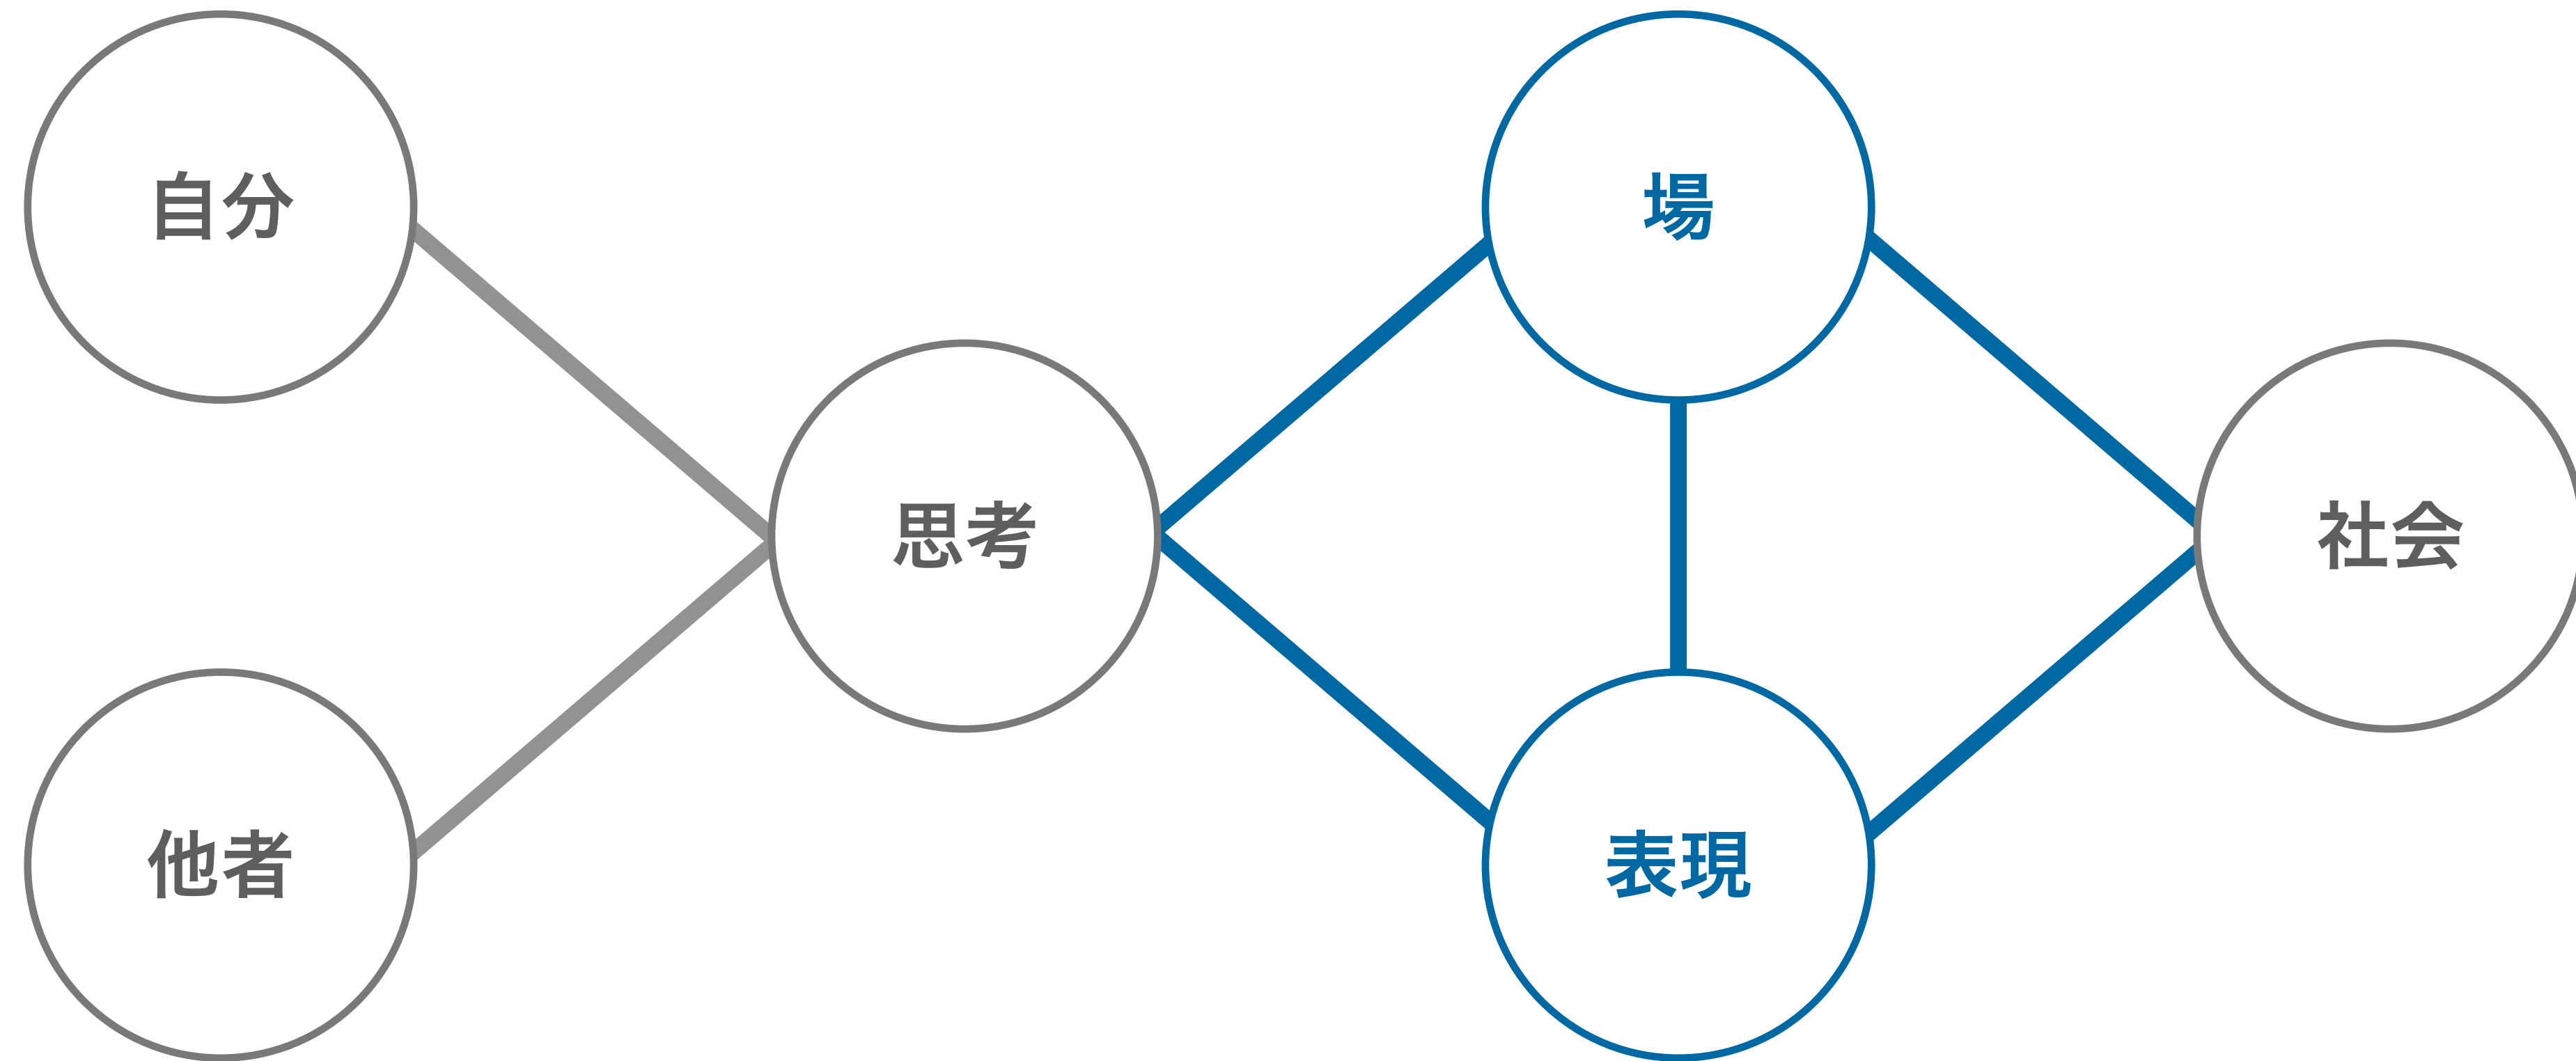 自分
他者
思考
場
表現
社会